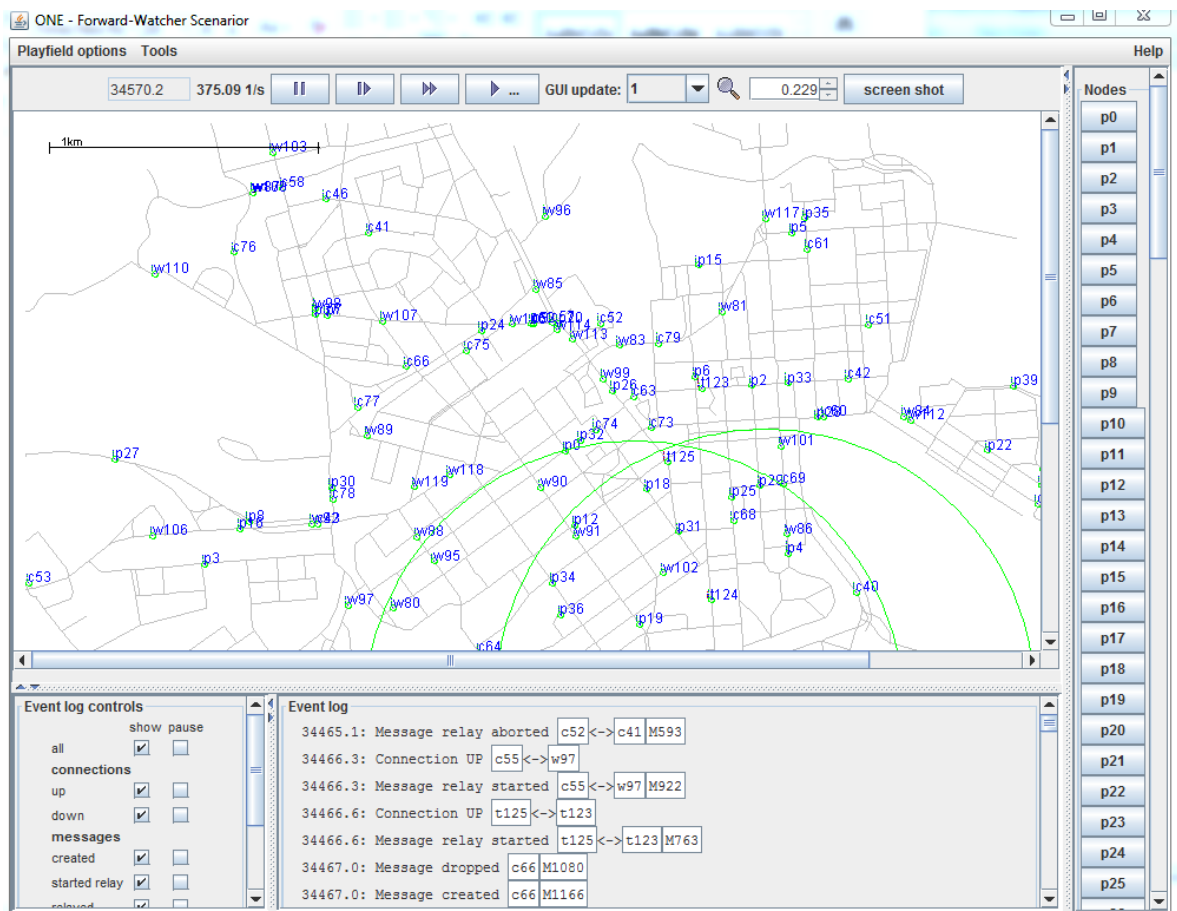 ONE - Forward-Watcher Scenarior
Playfield options Tools Help
34570.2 375.09 1/s ... GUI update: 1 0.229 screen shot
1km
w103
c58
c46
w96
c41
w117 p35
p5
c76
c61
w110
p15
w85
w98
w81
w107
p24
c52
w114
c51
w113
w83
c79
c75
c66
w99
p6
t123
p2
p33
c42
p39
p26
c63
c77
w84
w112
c74
c73
w89
p32
p0
w101
p22
p27
t125
w118
w119
w90
p18
p30
c78
c69
p25
p8
p16
c68
w106
p12
w91
w88
p31
w86
p4
w95
p3
w102
c53
p34
c40
w97
w80
t124
p36
p19
c64
Event log controls
show pause
all
connections
up
down
messages
created
started relay
relayed
Event log
34465.1: Message relay aborted c52<->c41 M593
34466.3: Connection UP c55<->w97
34466.3: Message relay started c55<->w97 M922
34466.6: Connection UP t125<->t123
34466.6: Message relay started t125<->t123 M763
34467.0: Message dropped c66 M1080
34467.0: Message created c66 M1166
Nodes
p0
p1
p2
p3
p4
p5
p6
p7
p8
p9
p10
p11
p12
p13
p14
p15
p16
p17
p18
p19
p20
p21
p22
p23
p24
p25